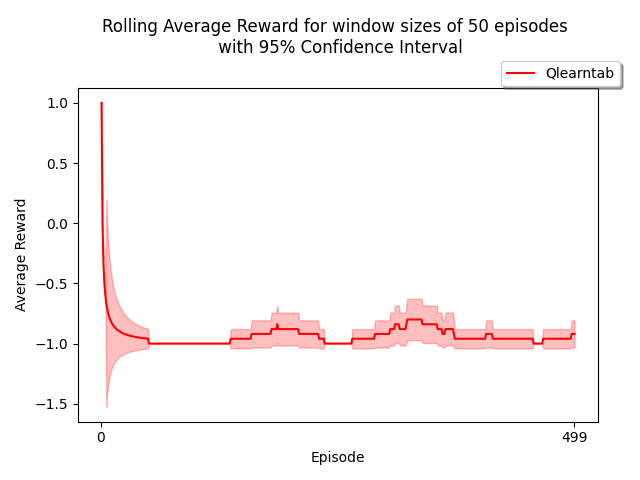 Rolling Average Reward for window sizes of 50 episodes
with 95% Confidence Interval
Qlearntab
1.0
0.5
0.0
−0.5
−1.0
−1.5
Average Reward
0
499
Episode